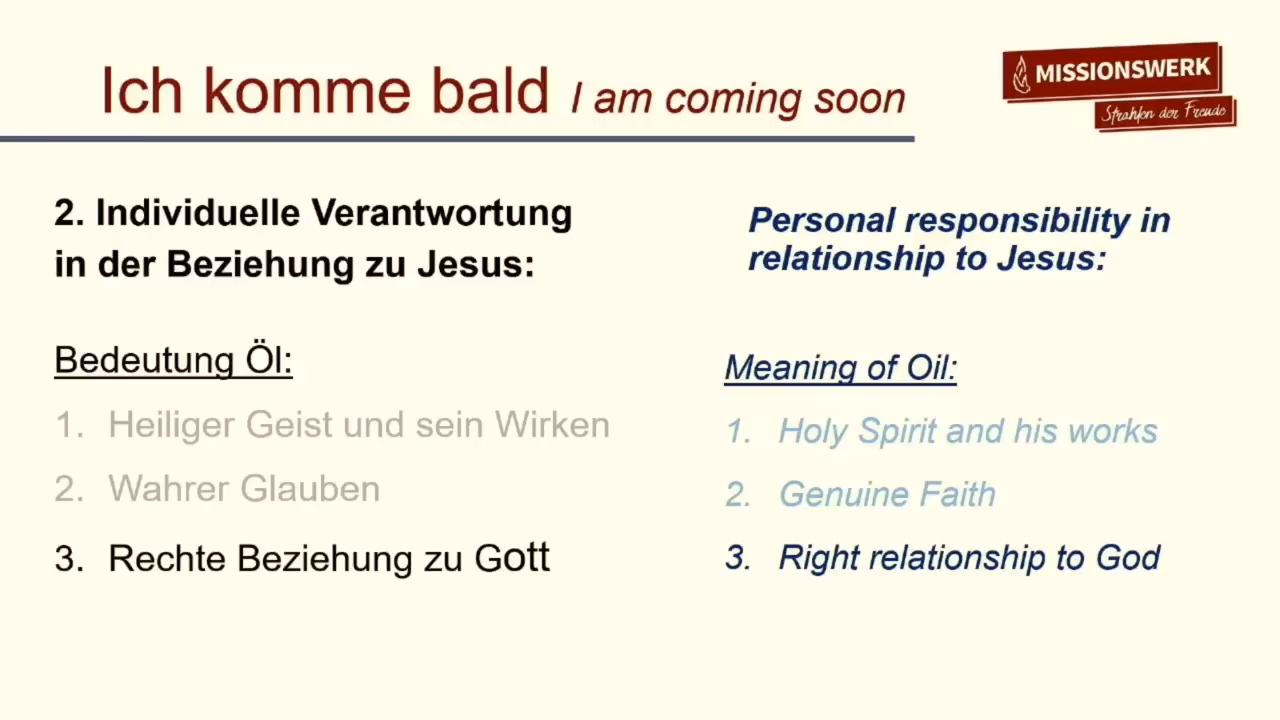 Ich komme bald I am coming soon
MISSIONSWERK
Strahlen der Freude
2. Individuelle Verantwortung
in der Beziehung zu Jesus:
Bedeutung Öl:
1. Heiliger Geist und sein Wirken
2. Wahrer Glauben
3. Rechte Beziehung zu Gott
Personal responsibility in
relationship to Jesus:
Meaning of Oil:
1. Holy Spirit and his works
2. Genuine Faith
3. Right relationship to God